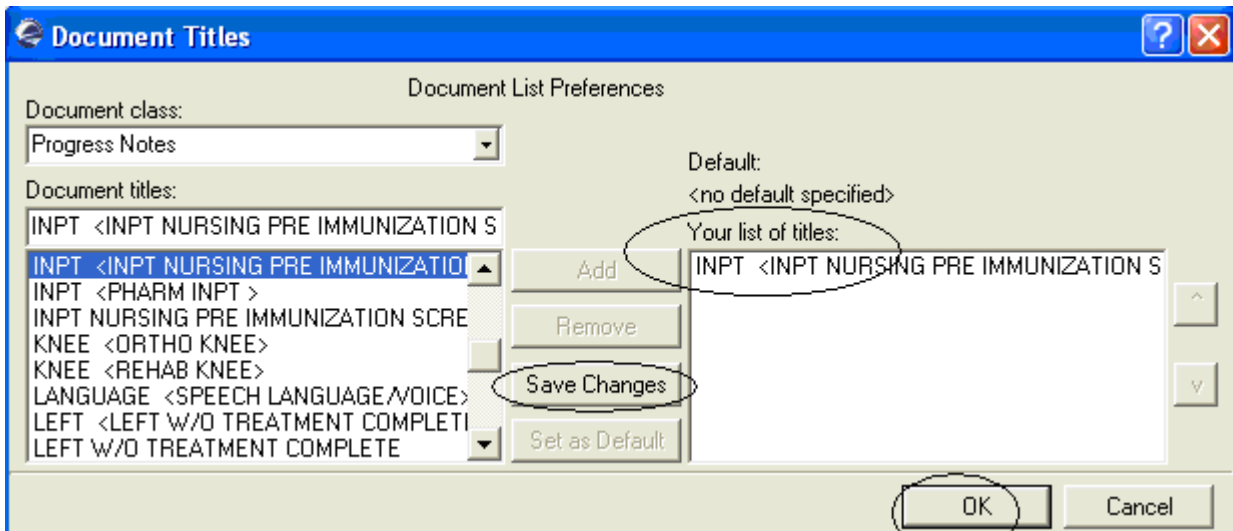 Document Titles
Document List Preferences
Document class:
Progress Notes
Document titles:
INPT <INPT NURSING PRE IMMUNIZATION S
INPT <INPT NURSING PRE IMMUNIZATIO
INPT <PHARM INPT >
INPT NURSING PRE IMMUNIZATION SCRE
KNEE <ORTHO KNEE>
KNEE <REHAB KNEE>
LANGUAGE <SPEECH LANGUAGE/VOICE>
LEFT <LEFT W/O TREATMENT COMPLETE
LEFT W/O TREATMENT COMPLETE
Add
Remove
Save Changes
Set as Default
Default:
<no default specified>
Your list of titles:
INPT <INPT NURSING PRE IMMUNIZATION S
OK
Cancel